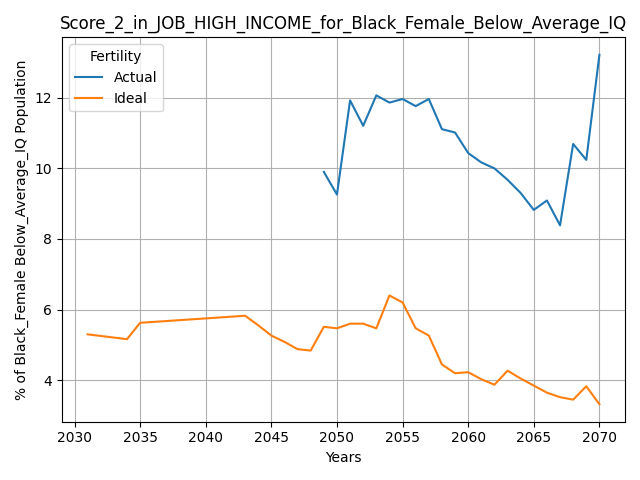 Score_2_in_JOB_HIGH_INCOME_for_Black_Female_Below_Average_IQ
Fertility
Actual
Ideal
% of Black_Female Below_Average_IQ Population
12
10
8
6
4
2030 2035 2040 2045 2050 2055 2060 2065 2070
Years